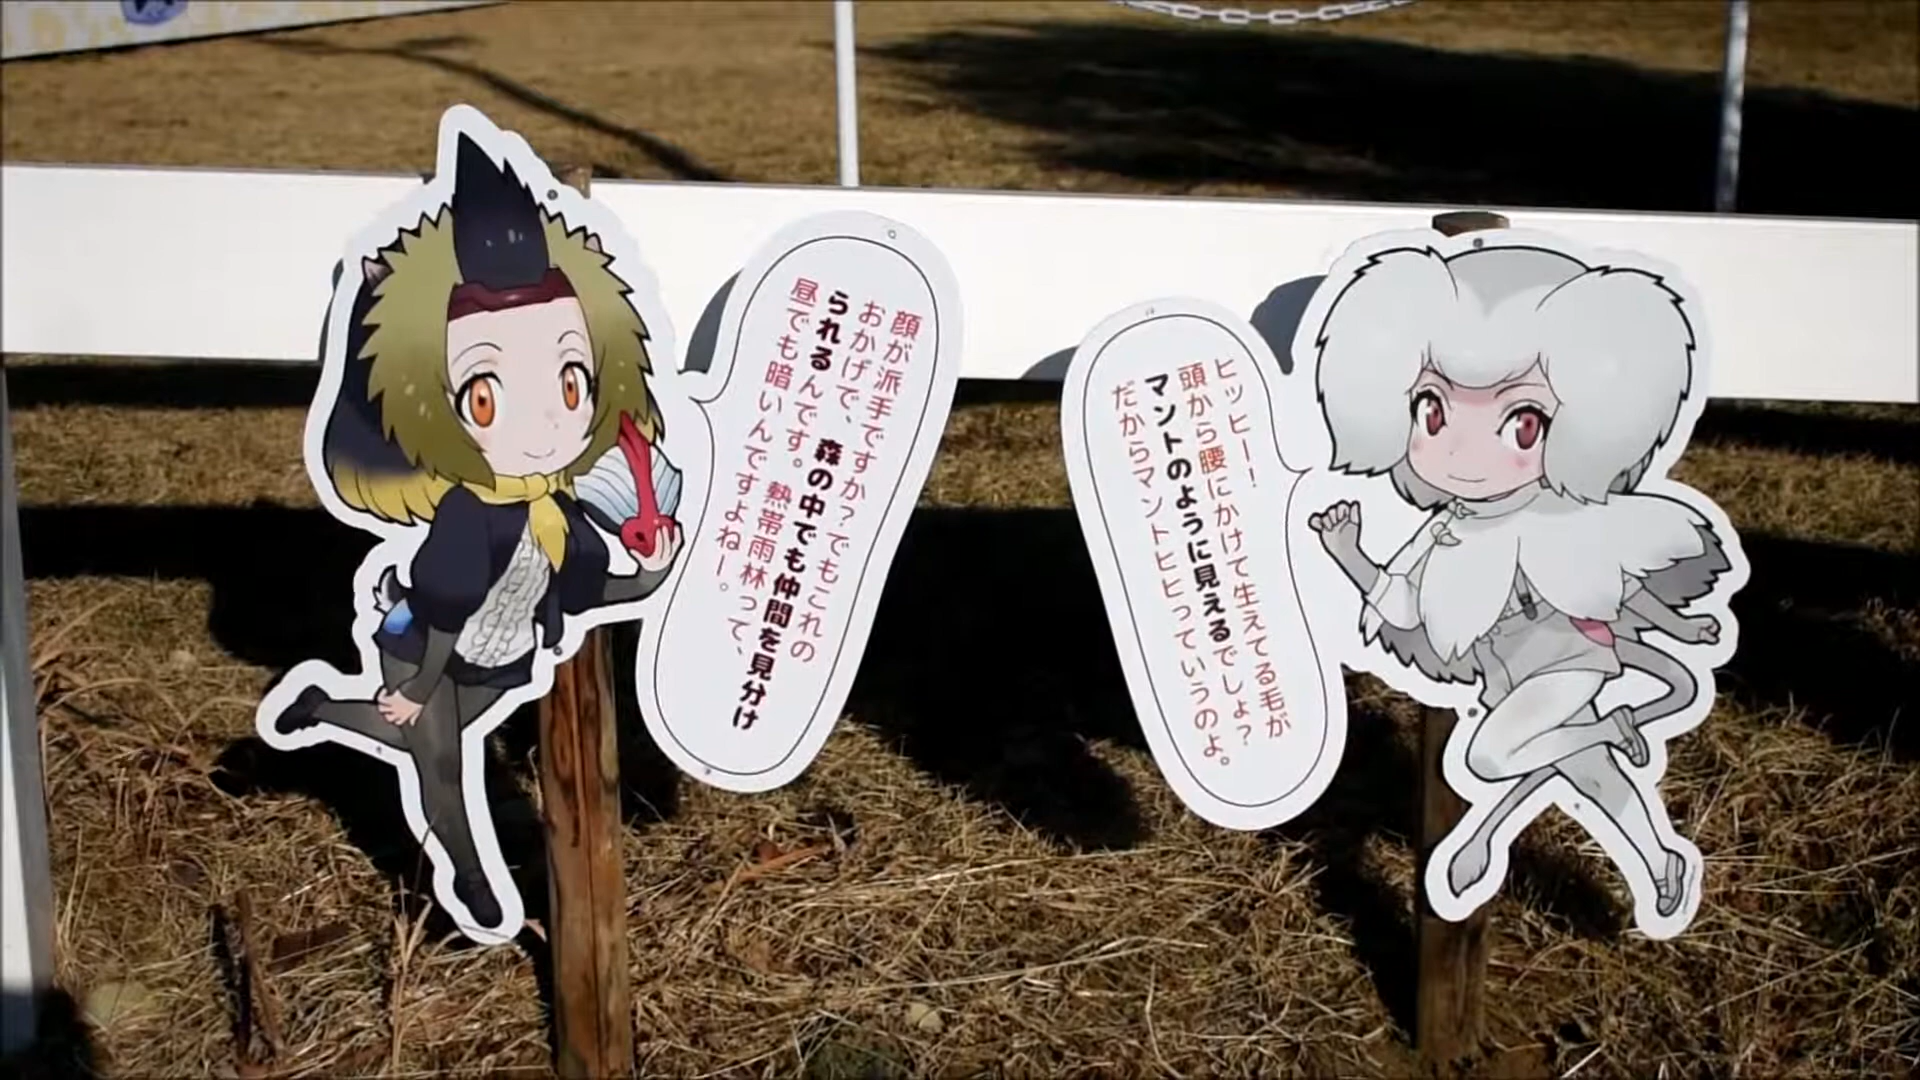 顔が派手ですか？でもこれの
おかげで、森の中でも仲間を見分け
られるんです。熱帯雨林って、
昼でも暗いんですよねー。
ヒッヒー！
頭から腰にかけて生えてる毛が
マントのように見えるでしょ？
だからマントヒヒっていうのよ。